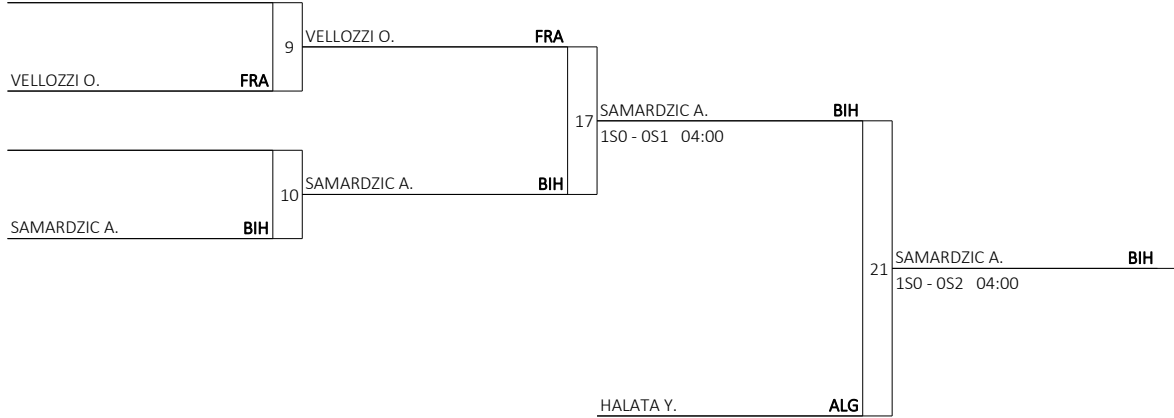 9
VELLOZZI O. FRA
VELLOZZI O. FRA
10
SAMARDZIC A. BIH
SAMARDZIC A. BIH
17
SAMARDZIC A. BIH
1S0 - 0S1 04:00
21
SAMARDZIC A. BIH
1S0 - 0S2 04:00
HALATA Y. ALG